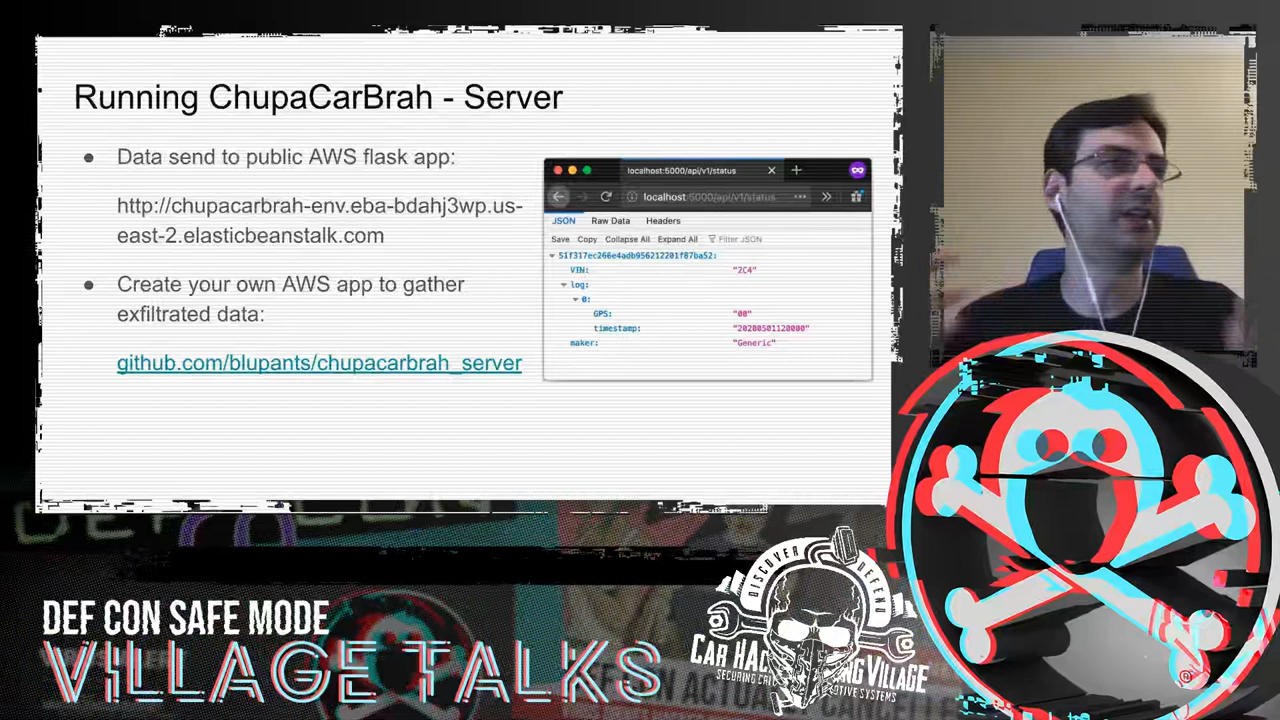 Running ChupaCarBrah - Server
● Data send to public AWS flask app:
http://chupacarbrah-env.eba-bdahj3wp.us-
east-2.elasticbeanstalk.com
● Create your own AWS app to gather
exfiltrated data:
github.com/blupants/chupacarbrah_server
localhost:5000/api/v1/status
localhost:5000/api/v1/status
JSON Raw Data Headers
Save Copy Collapse All Expand All Filter JSON
51f317ec266e4adb956212201f87ba52:
VIN: "2C4"
log:
0:
GPS: "00"
timestamp: "20200501120000"
maker: "Generic"
DEF CON SAFE MODE
VILLAGE TALKS
DISCOVER
DEFEND
CAR HACKING VILLAGE